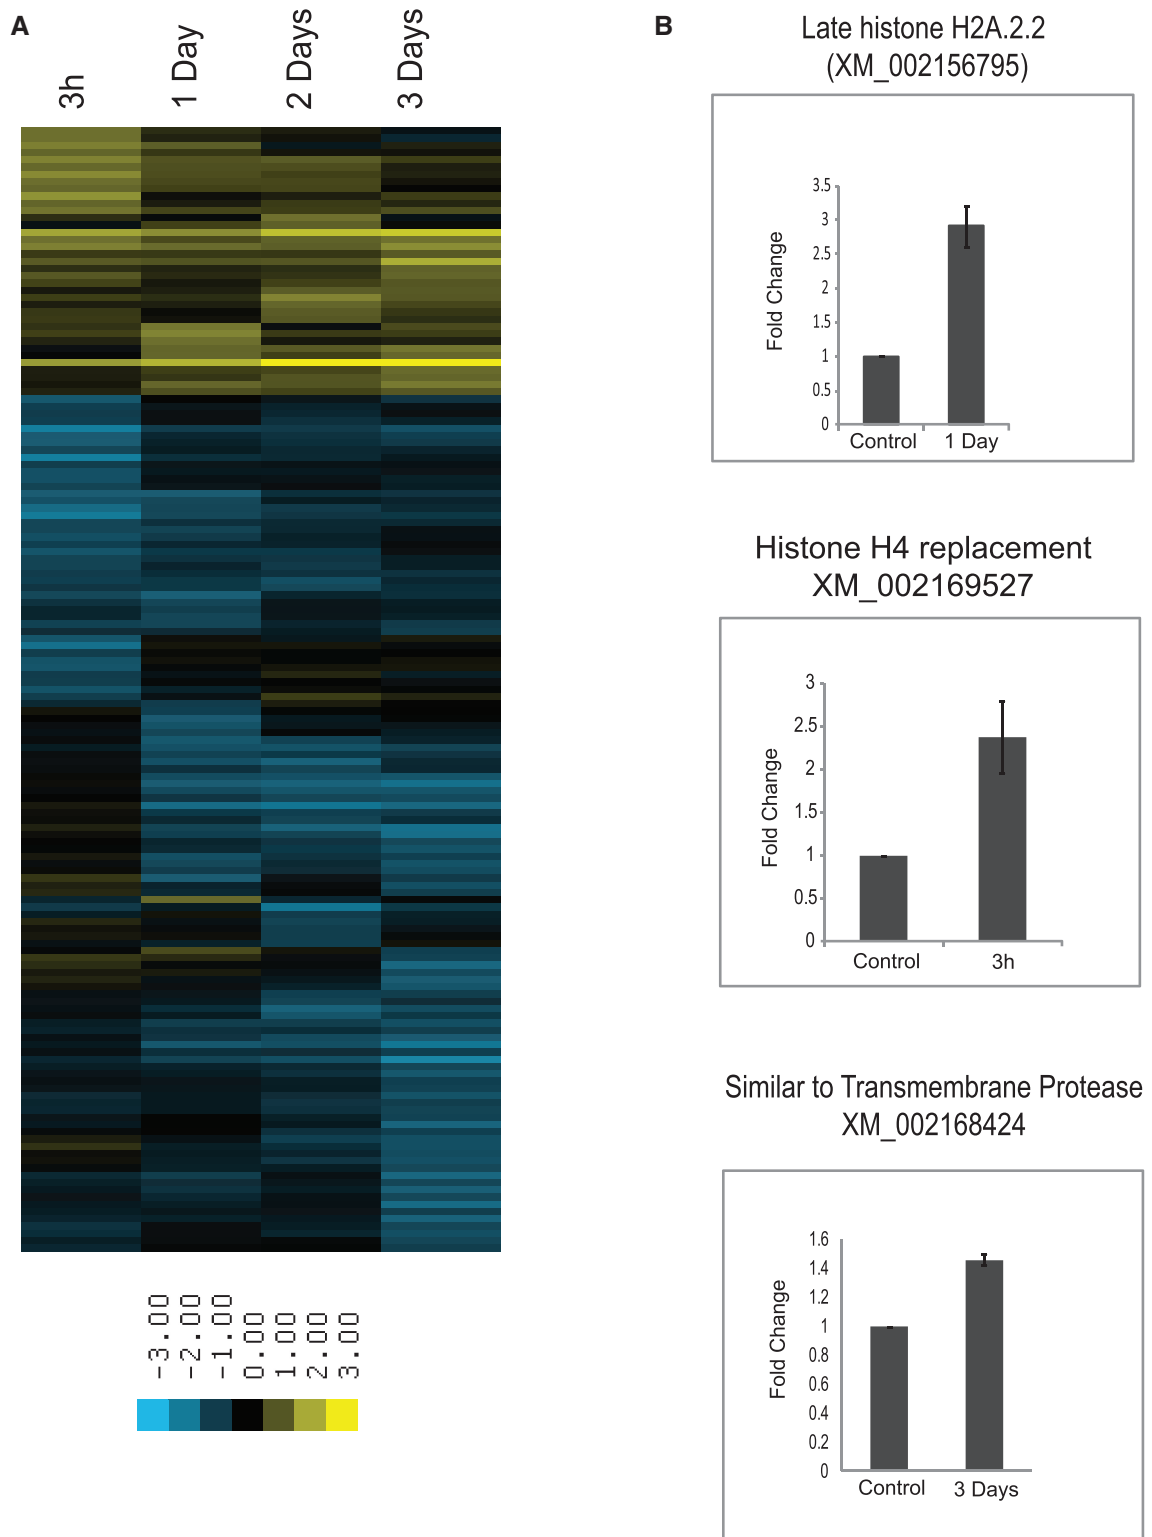 A
3h
1 Day
2 Days
3 Days
-3.00
-2.00
-1.00
0.00
1.00
2.00
3.00
B
Late histone H2A.2.2
(XM_002156795)
Fold Change
3.5
3
2.5
2
1.5
1
0.5
0
Control
1 Day
Histone H4 replacement
XM_002169527
Fold Change
3
2.5
2
1.5
1
0.5
0
Control
3h
Similar to Transmembrane Protease
XM_002168424
Fold Change
1.6
1.4
1.2
1
0.8
0.6
0.4
0.2
0
Control
3 Days